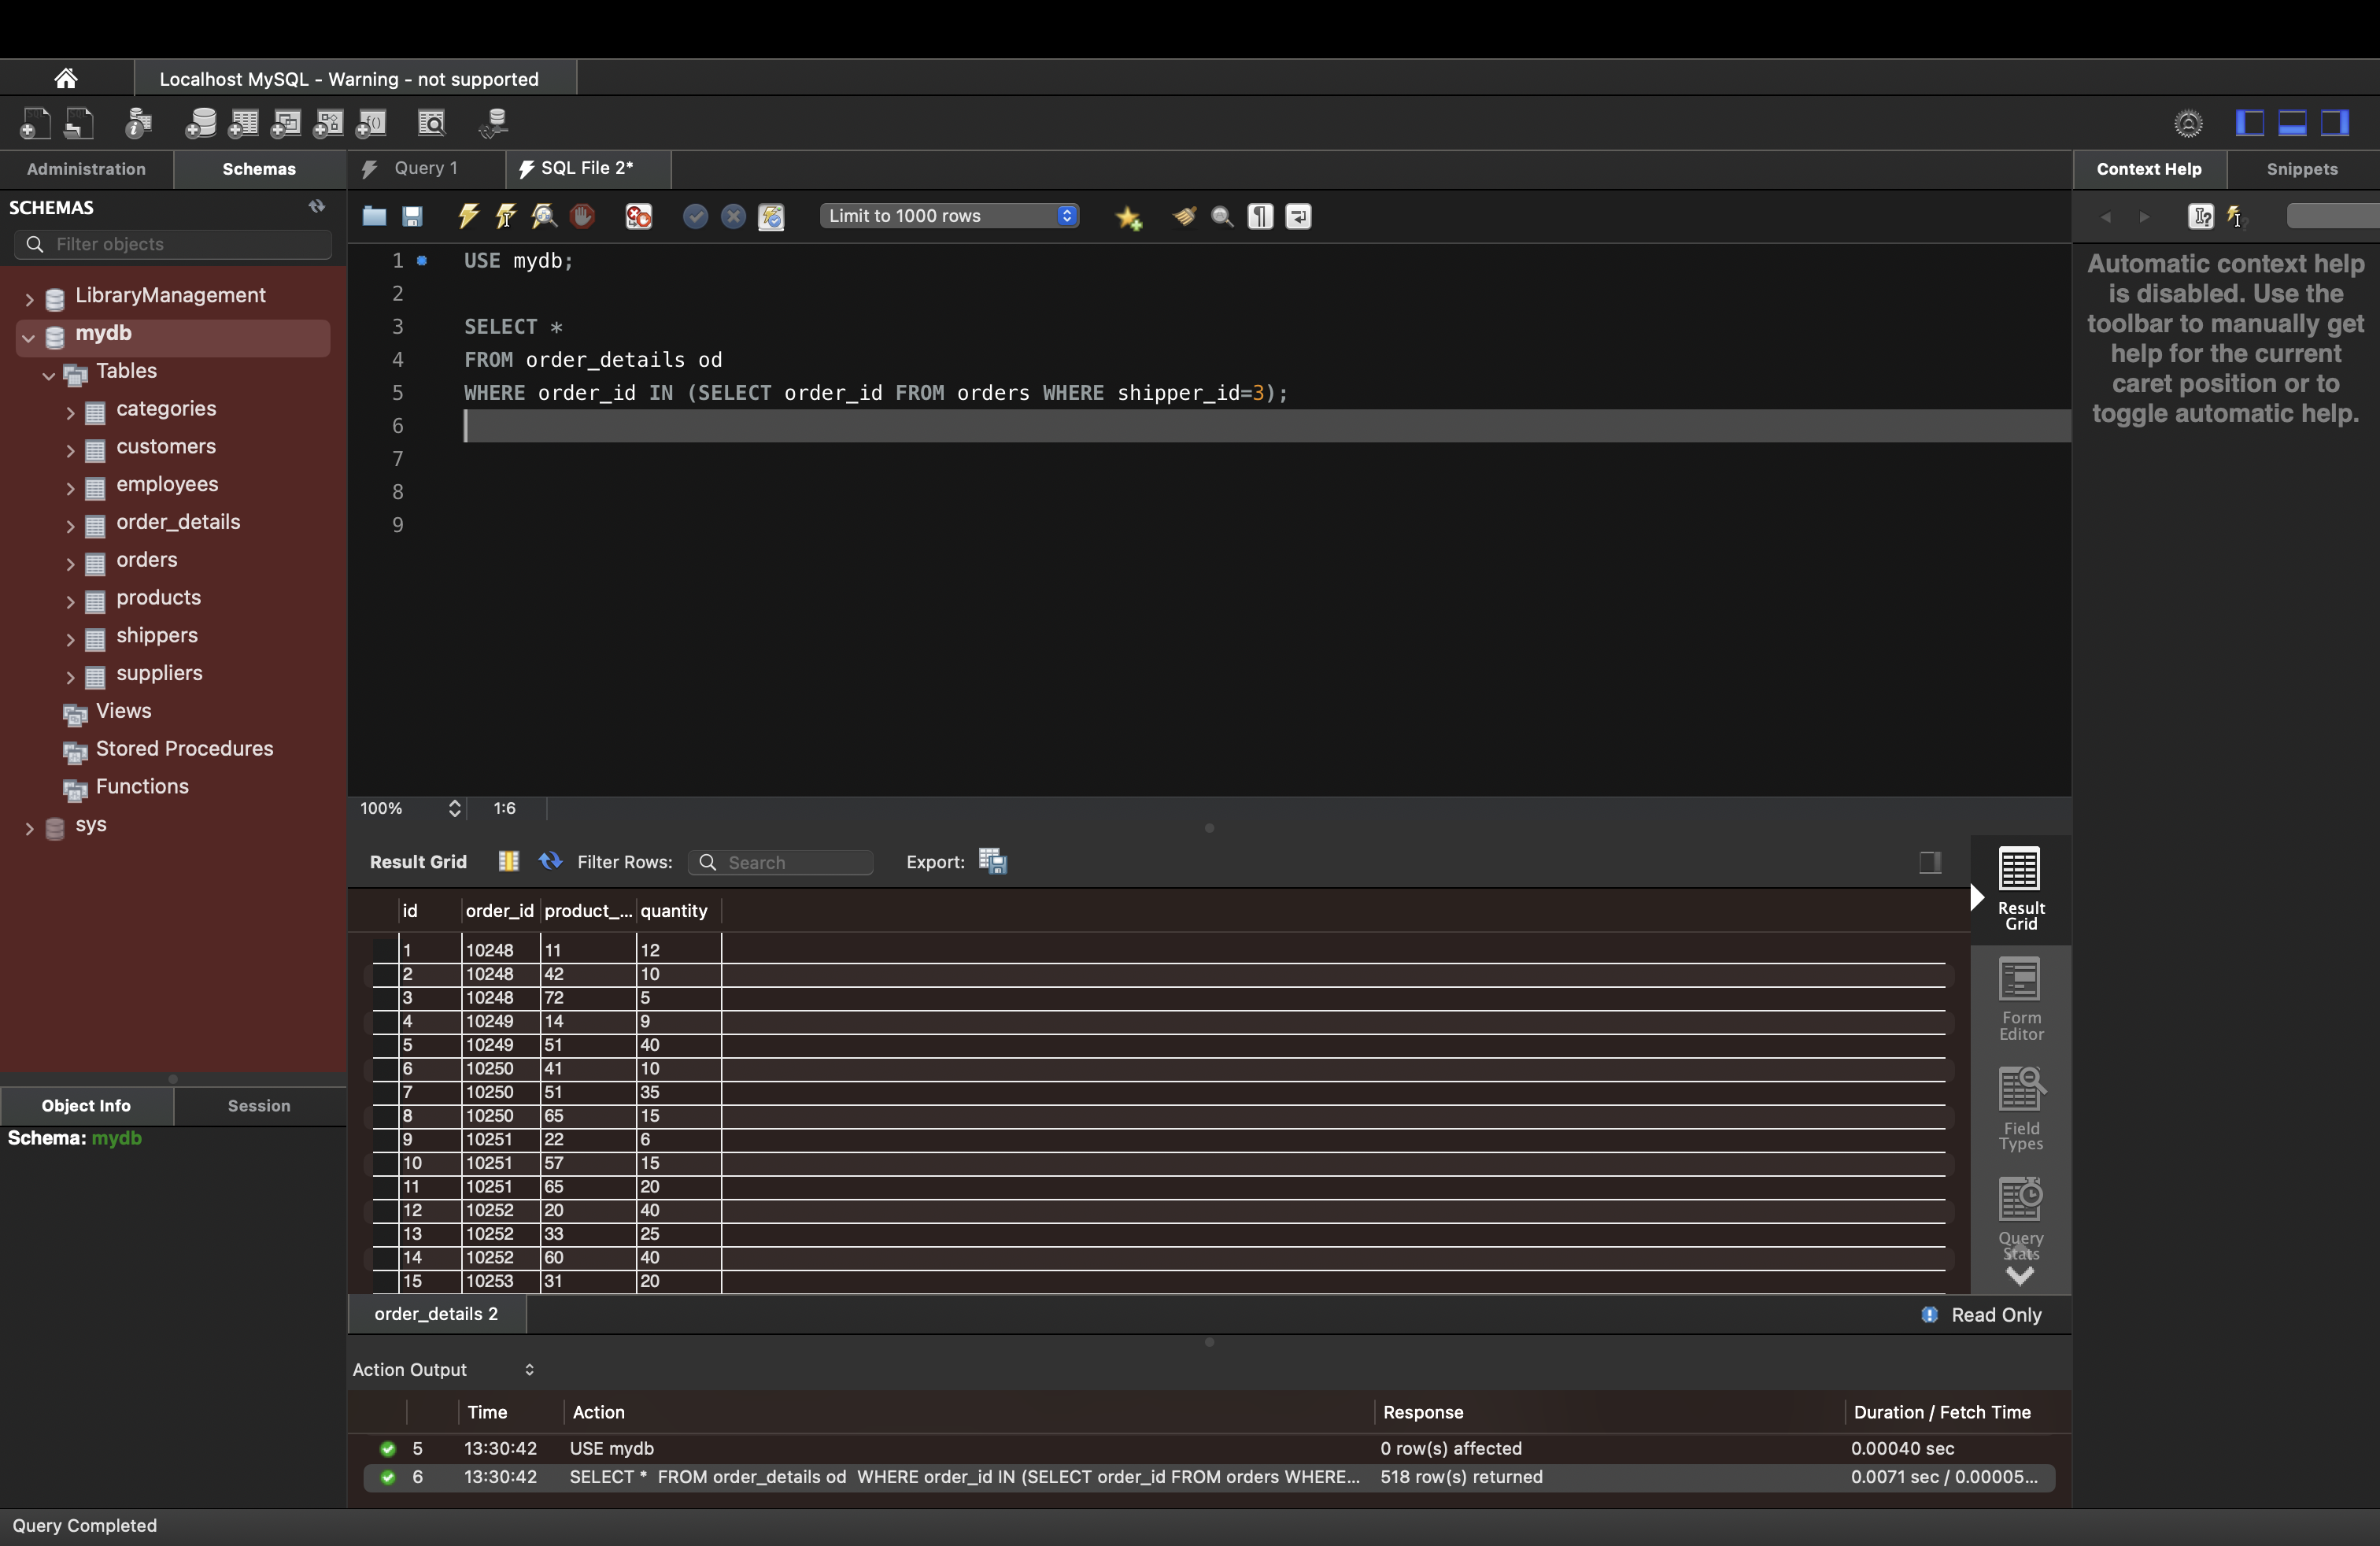 Localhost MySQL - Warning - not supported
Administration
Schemas
Query 1
SQL File 2*
Context Help
Snippets
SCHEMAS
Filter objects
Limit to 1000 rows
LibraryManagement
mydb
Tables
categories
customers
employees
order_details
orders
products
shippers
suppliers
Views
Stored Procedures
Functions
sys
1 USE mydb;
2
3 SELECT *
4 FROM order_details od
5 WHERE order_id IN (SELECT order_id FROM orders WHERE shipper_id=3);
6
7
8
9
Automatic context help
is disabled. Use the
toolbar to manually get
help for the current
caret position or to
toggle automatic help.
100% 1:6
Result Grid Filter Rows: Search Export:
id order_id product_... quantity
1 10248 11 12
2 10248 42 10
3 10248 72 5
4 10249 14 9
5 10249 51 40
6 10250 41 10
7 10250 51 35
8 10250 65 15
9 10251 22 6
10 10251 57 15
11 10251 65 20
12 10252 20 40
13 10252 33 25
14 10252 60 40
15 10253 31 20
Result
Grid
Form
Editor
Field
Types
Query
Stats
order_details 2
Read Only
Object Info
Session
Schema: mydb
Action Output
Time Action Response Duration / Fetch Time
5 13:30:42 USE mydb 0 row(s) affected 0.00040 sec
6 13:30:42 SELECT * FROM order_details od WHERE order_id IN (SELECT order_id FROM orders WHERE... 518 row(s) returned 0.0071 sec / 0.00005...
Query Completed